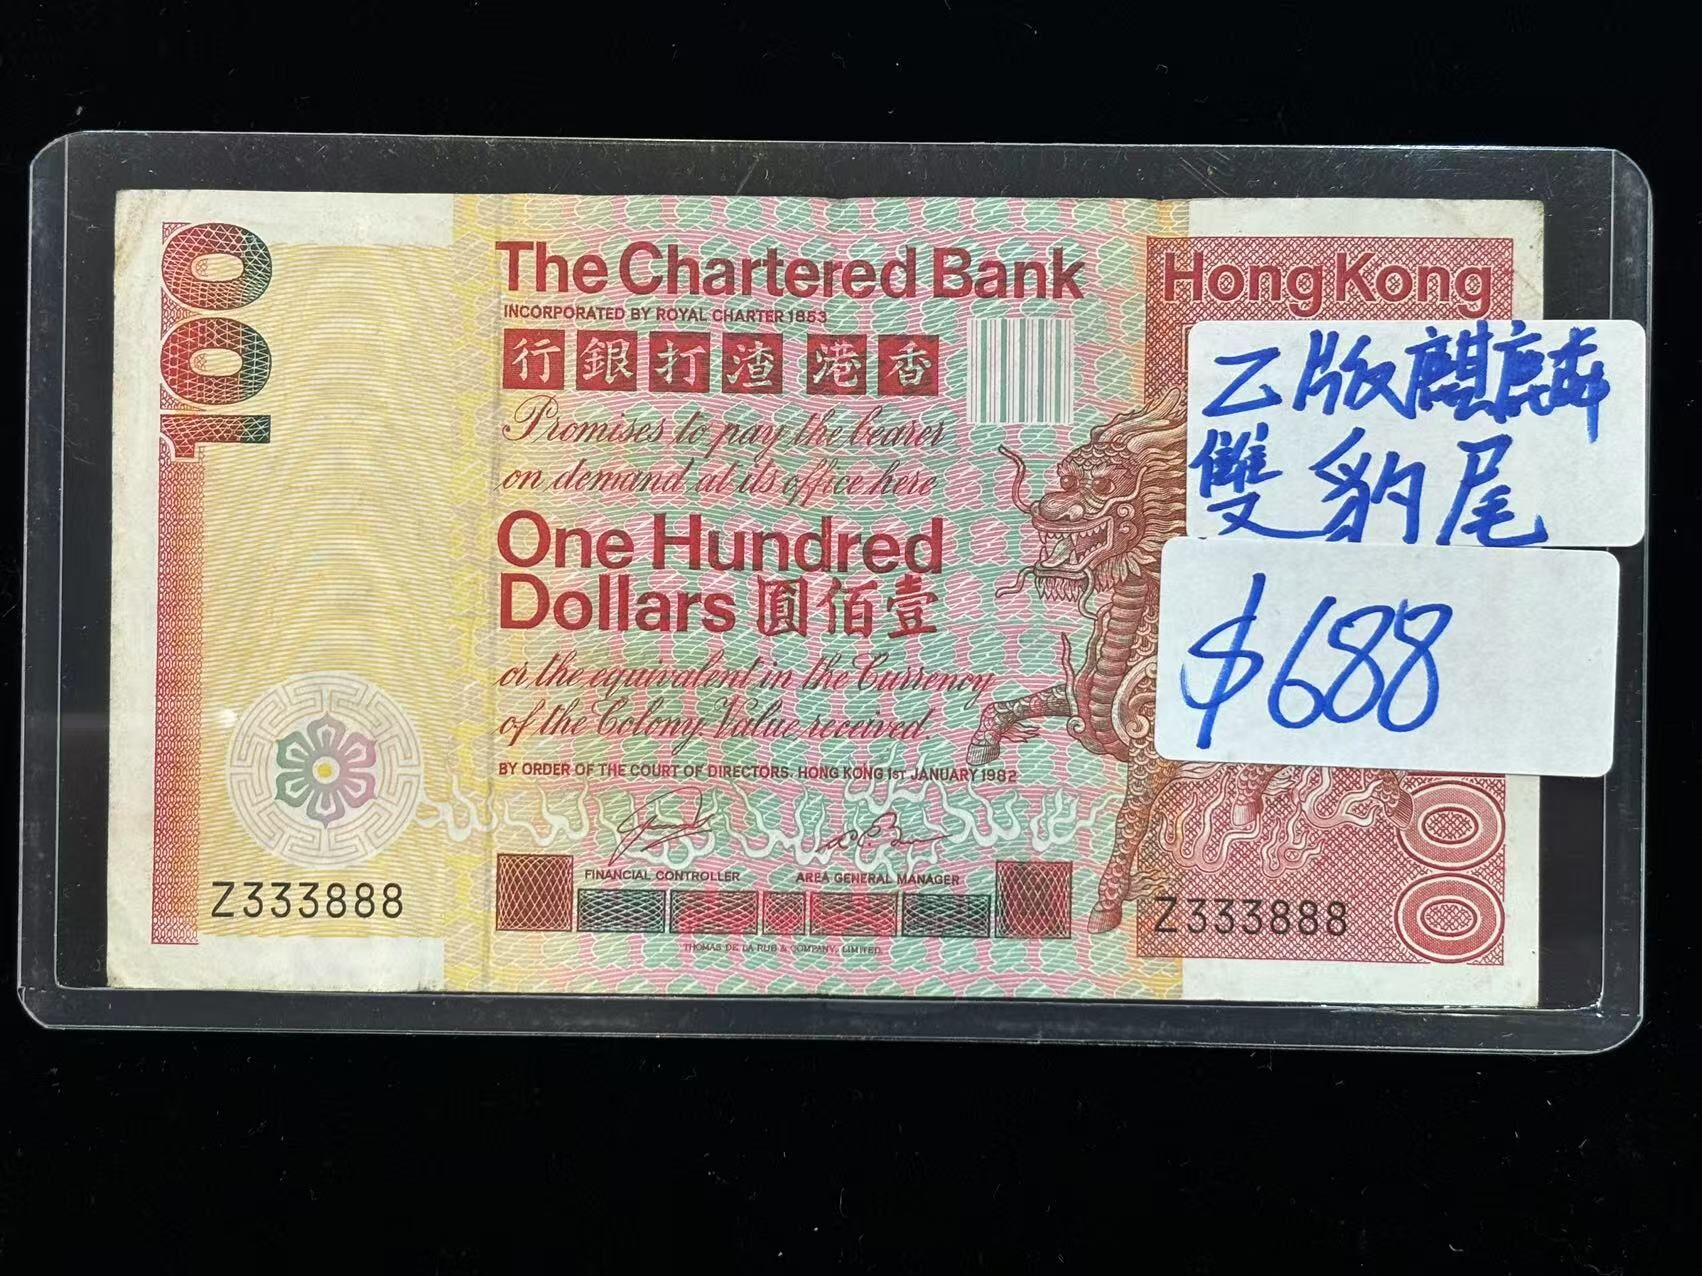 100
The Chartered Bank
INCORPORATED BY ROYAL CHARTER 1853
行銀打渣 港香
Promises to pay the bearer
on demand at its office here
One Hundred
Dollars 圓佰壹
or the equivalent in the Currency
of the Colony. Value received.
BY ORDER OF THE COURT OF DIRECTORS. HONG KONG 1ST JANUARY 1982
FINANCIAL CONTROLLER AREA GENERAL MANAGER
THOMAS DE LA RUE & COMPANY, LIMITED.
Z333888
Hong Kong
乙版麒麟
雙豹尾
$688
00
Z333888